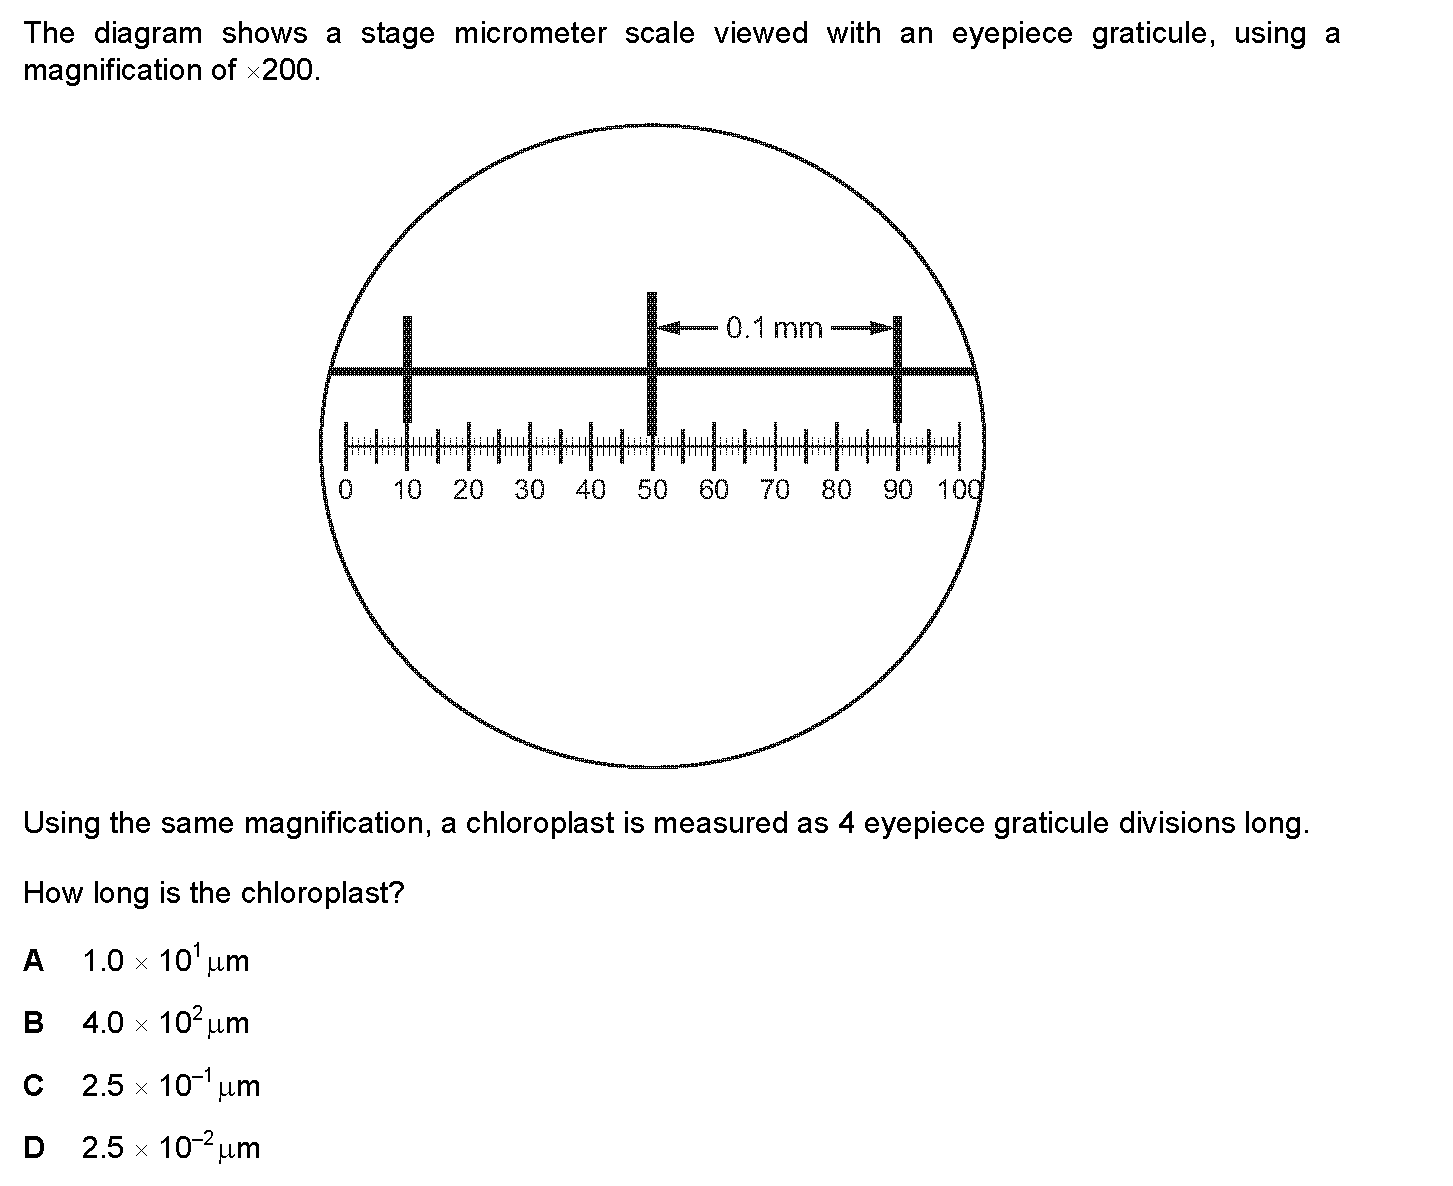 The diagram shows a stage micrometer scale viewed with an eyepiece graticule, using a
magnification of ×200.
0.1 mm
0 10 20 30 40 50 60 70 80 90 100
Using the same magnification, a chloroplast is measured as 4 eyepiece graticule divisions long.
How long is the chloroplast?
A 1.0 × 10¹ μm
B 4.0 × 10² μm
C 2.5 × 10⁻¹ μm
D 2.5 × 10⁻² μm